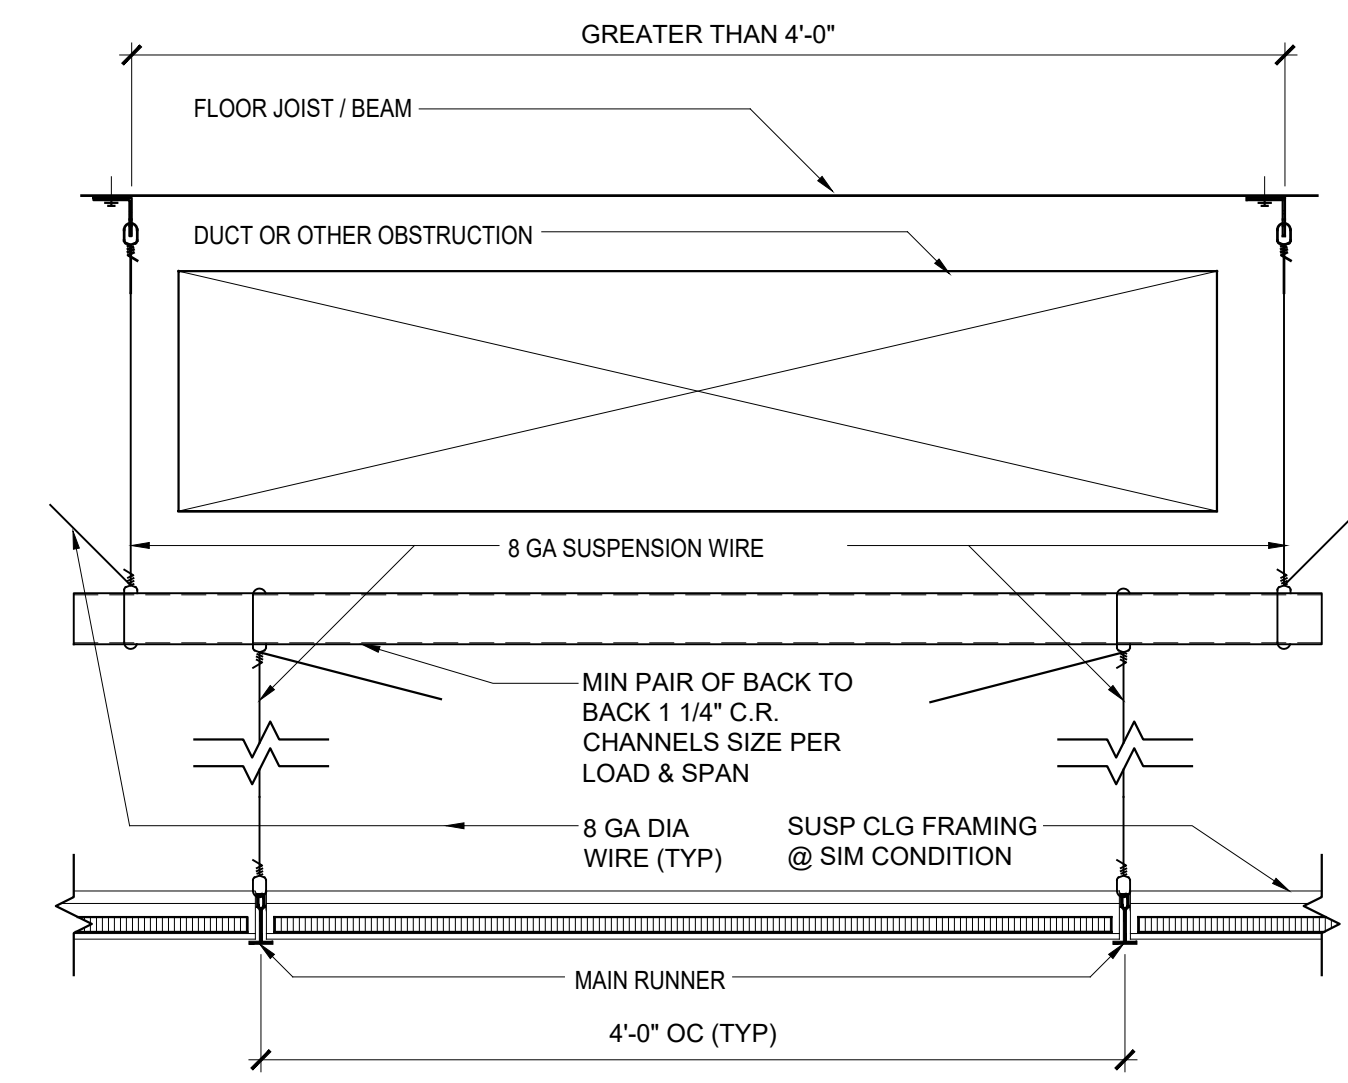 GREATER THAN 4'-0"
FLOOR JOIST / BEAM
DUCT OR OTHER OBSTRUCTION
8 GA SUSPENSION WIRE
MIN PAIR OF BACK TO
BACK 1 1/4" C.R.
CHANNELS SIZE PER
LOAD & SPAN
8 GA DIA
WIRE (TYP)
SUSP CLG FRAMING
@ SIM CONDITION
MAIN RUNNER
4'-0" OC (TYP)